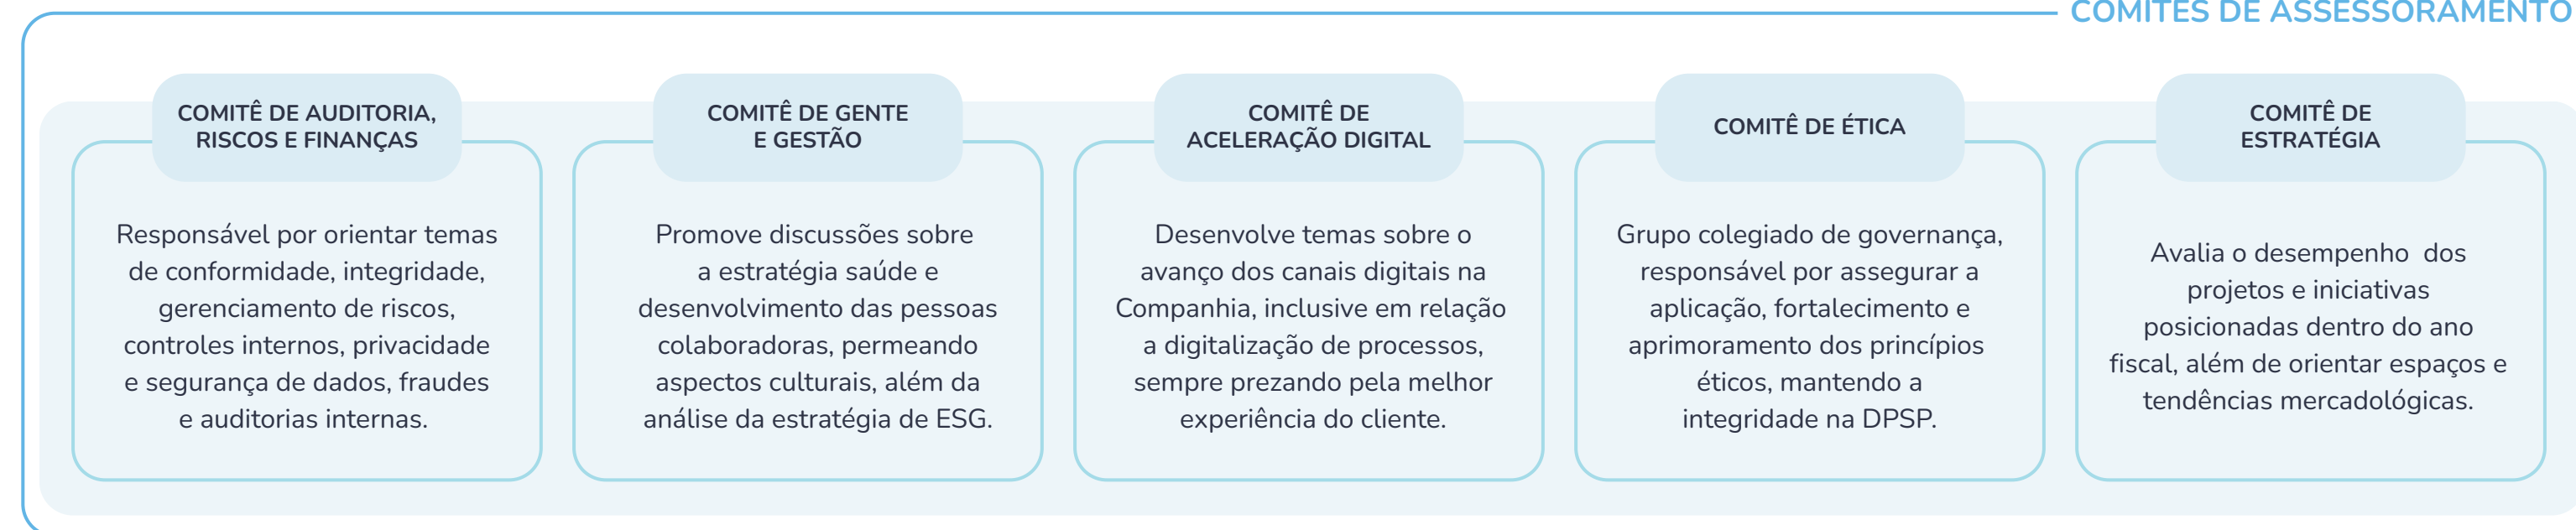 COMITÊS DE ASSESSORAMENTO
COMITÊ DE AUDITORIA,
RISCOS E FINANÇAS
Responsável por orientar temas
de conformidade, integridade,
gerenciamento de riscos,
controles internos, privacidade
e segurança de dados, fraudes
e auditorias internas.
COMITÊ DE GENTE
E GESTÃO
Promove discussões sobre
a estratégia saúde e
desenvolvimento das pessoas
colaboradoras, permeando
aspectos culturais, além da
análise da estratégia de ESG.
COMITÊ DE
ACELERAÇÃO DIGITAL
Desenvolve temas sobre o
avanço dos canais digitais na
Companhia, inclusive em relação
a digitalização de processos,
sempre prezando pela melhor
experiência do cliente.
COMITÊ DE ÉTICA
Grupo colegiado de governança,
responsável por assegurar a
aplicação, fortalecimento e
aprimoramento dos princípios
éticos, mantendo a
integridade na DPSP.
COMITÊ DE
ESTRATÉGIA
Avalia o desempenho  dos
projetos e iniciativas
posicionadas dentro do ano
fiscal, além de orientar espaços e
tendências mercadológicas.